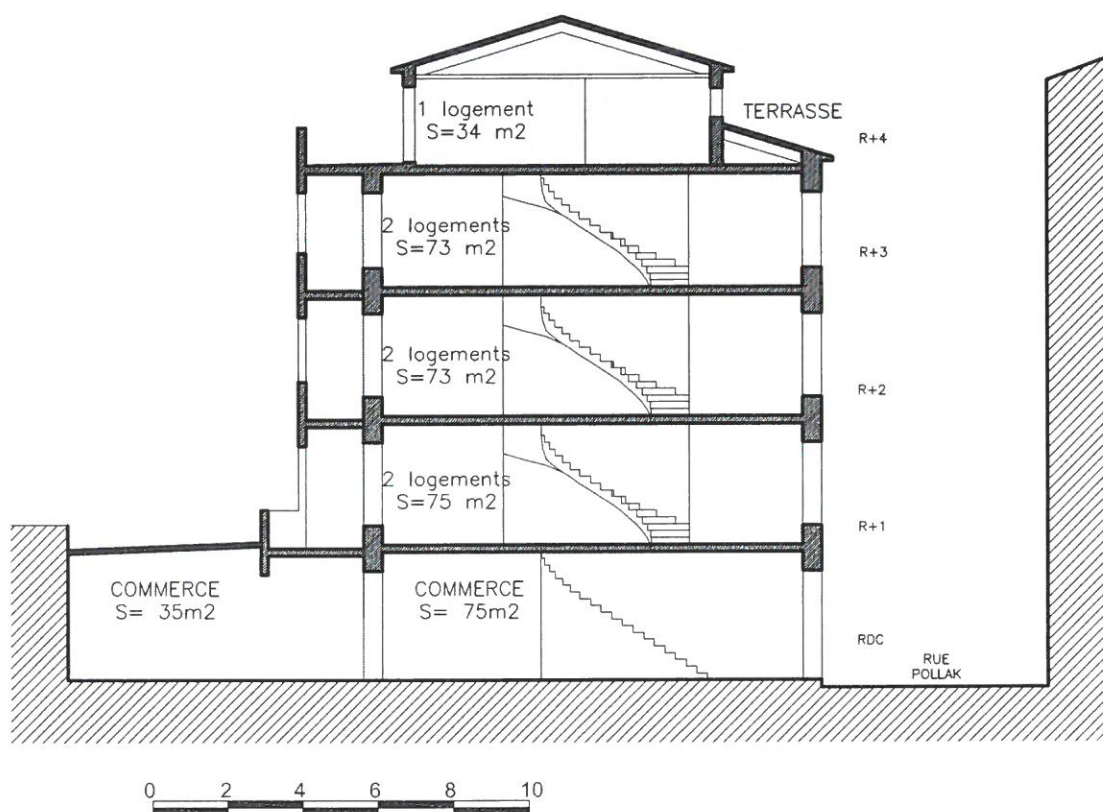 1 logement
S=34 m2
TERRASSE
R+4
2 logements
S=73 m2
R+3
2 logements
S=73 m2
R+2
2 logements
S=75 m2
R+1
COMMERCE
S= 35m2
COMMERCE
S= 75m2
RDC
RUE
POLLAK
0 2 4 6 8 10